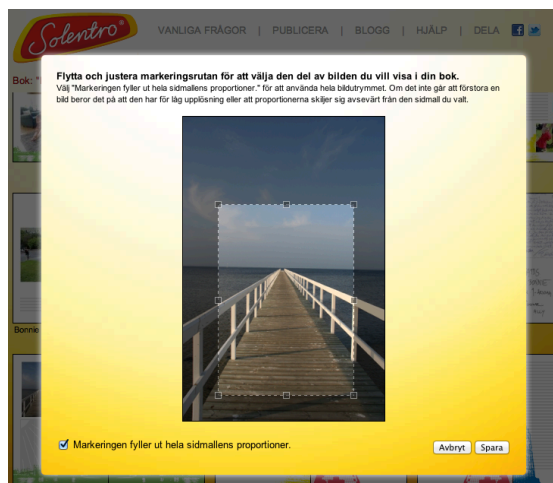 Solentro®
VANLIGA FRÅGOR | PUBLICERA | BLOGG | HJÄLP | DELA
Bok:
Flytta och justera markeringsrutan för att välja den del av bilden du vill visa i din bok.
Välj "Markeringen fyller ut hela sidmallens proportioner." för att använda hela bildutrymmet. Om det inte går att förstora en
bild beror det på att den har för låg upplösning eller att proportionerna skiljer sig avsevärt från den sidmall du valt.
Bonnie
Markeringen fyller ut hela sidmallens proportioner.
Avbryt Spara